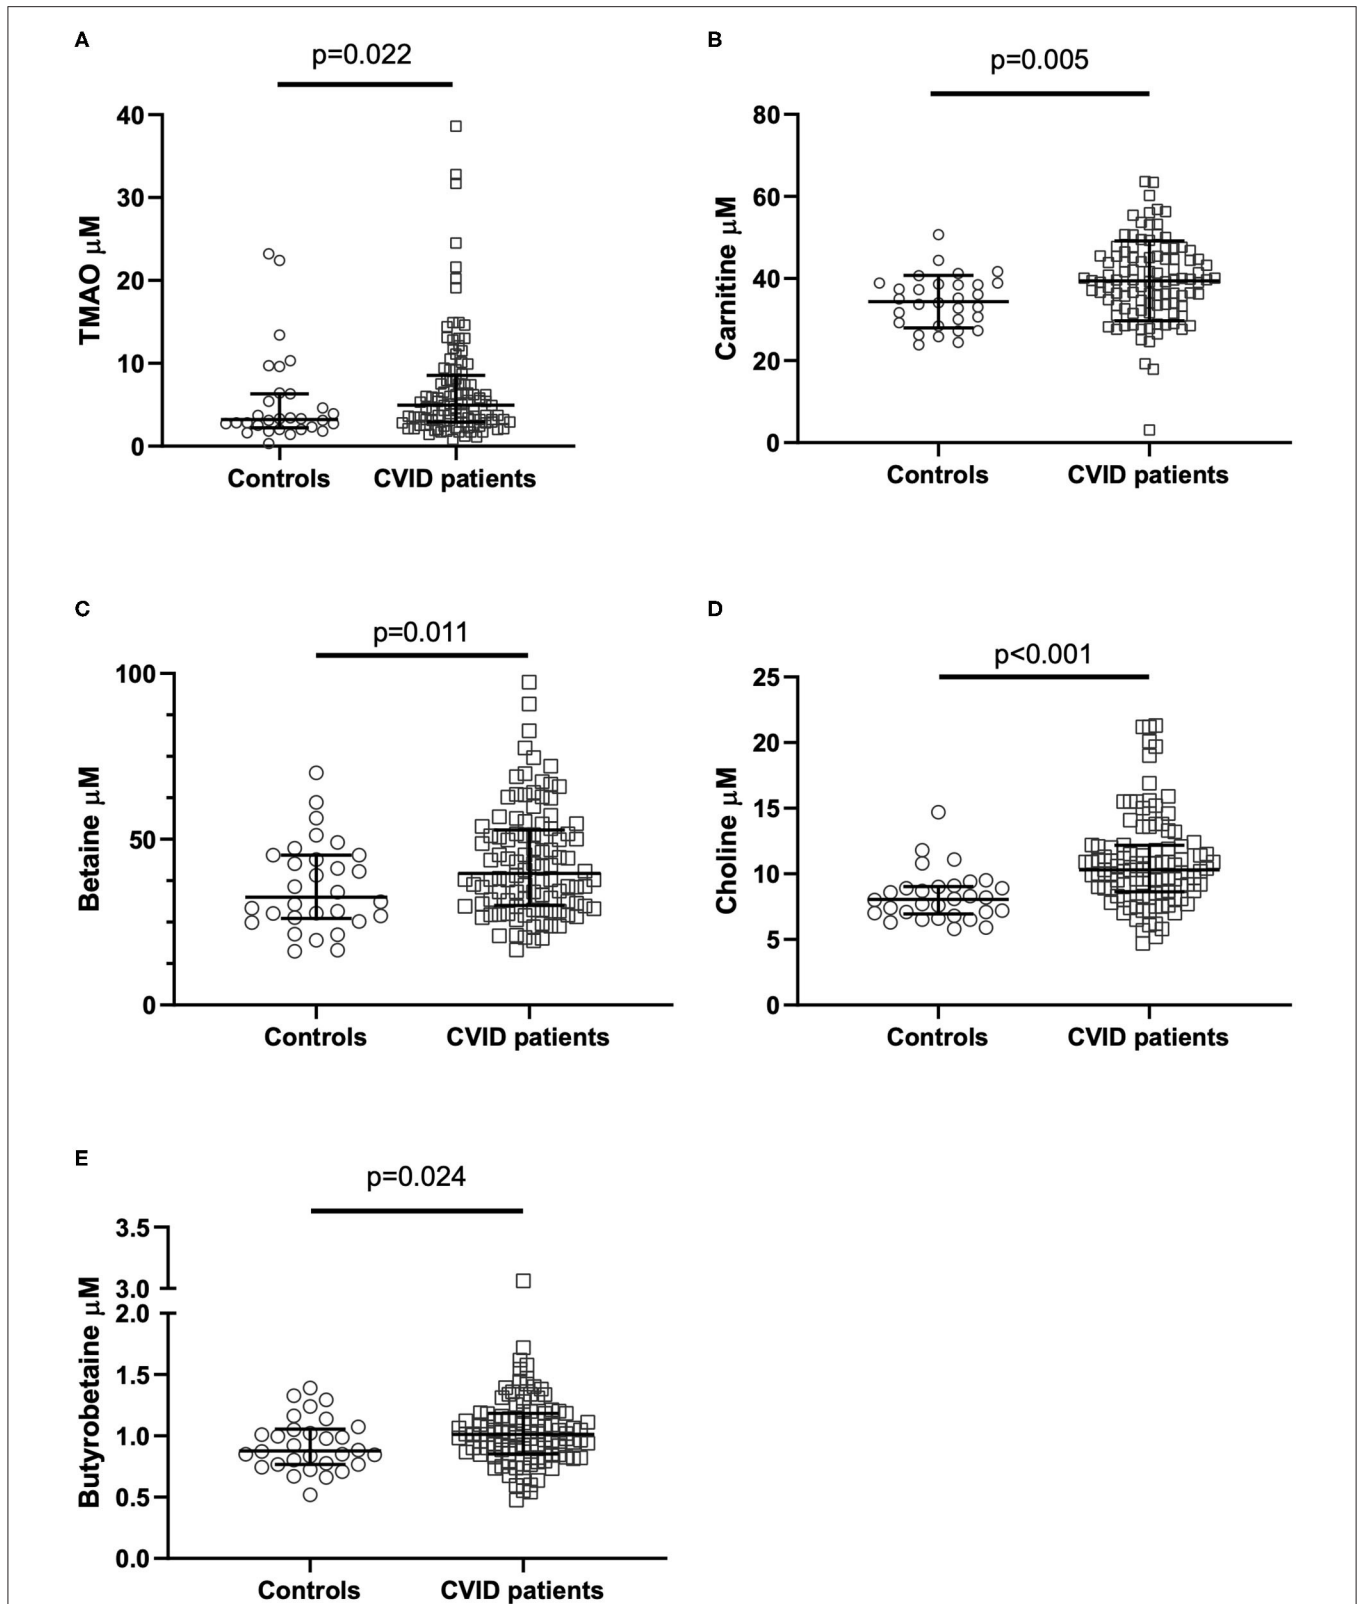 A
p=0.022
40
30
20
10
0
TMAO μM
Controls
CVID patients
B
p=0.005
80
60
40
20
0
Carnitine μM
Controls
CVID patients
C
p=0.011
100
50
0
Betaine μM
Controls
CVID patients
D
p<0.001
25
20
15
10
5
0
Choline μM
Controls
CVID patients
E
p=0.024
3.5
3.0
2.0
1.5
1.0
0.5
0.0
Butyrobetaine μM
Controls
CVID patients